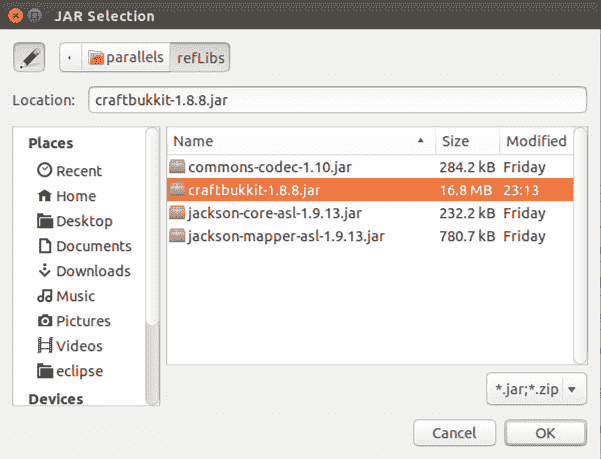 JAR Selection
parallels refLibs
Location: craftbukkit-1.8.8.jar
Places
Recent
Home
Desktop
Documents
Downloads
Music
Pictures
Videos
eclipse
Devices
Name Size Modified
commons-codec-1.10.jar 284.2 kB Friday
craftbukkit-1.8.8.jar 16.8 MB 23:13
jackson-core-asl-1.9.13.jar 232.2 kB Friday
jackson-mapper-asl-1.9.13.jar 780.7 kB Friday
*.jar;*.zip
Cancel OK